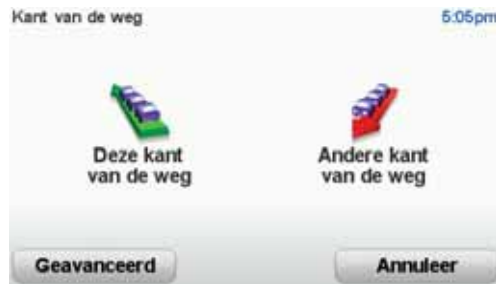 Kant van de weg
5:05pm
Deze kant
van de weg
Andere kant
van de weg
Geavanceerd
Annuleer